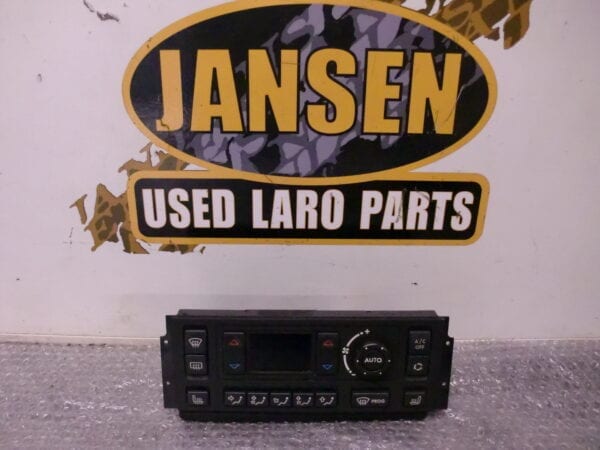 JANSEN
USED LARO PARTS
A/C
OFF
AUTO
PROG